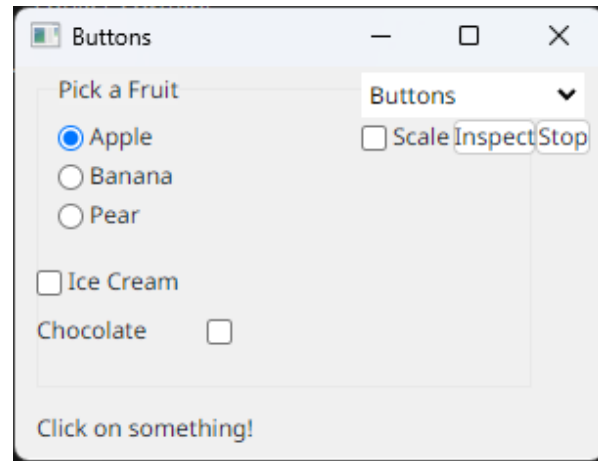 Buttons
Pick a Fruit
Buttons
Apple
Scale Inspect Stop
Banana
Pear
Ice Cream
Chocolate
Click on something!